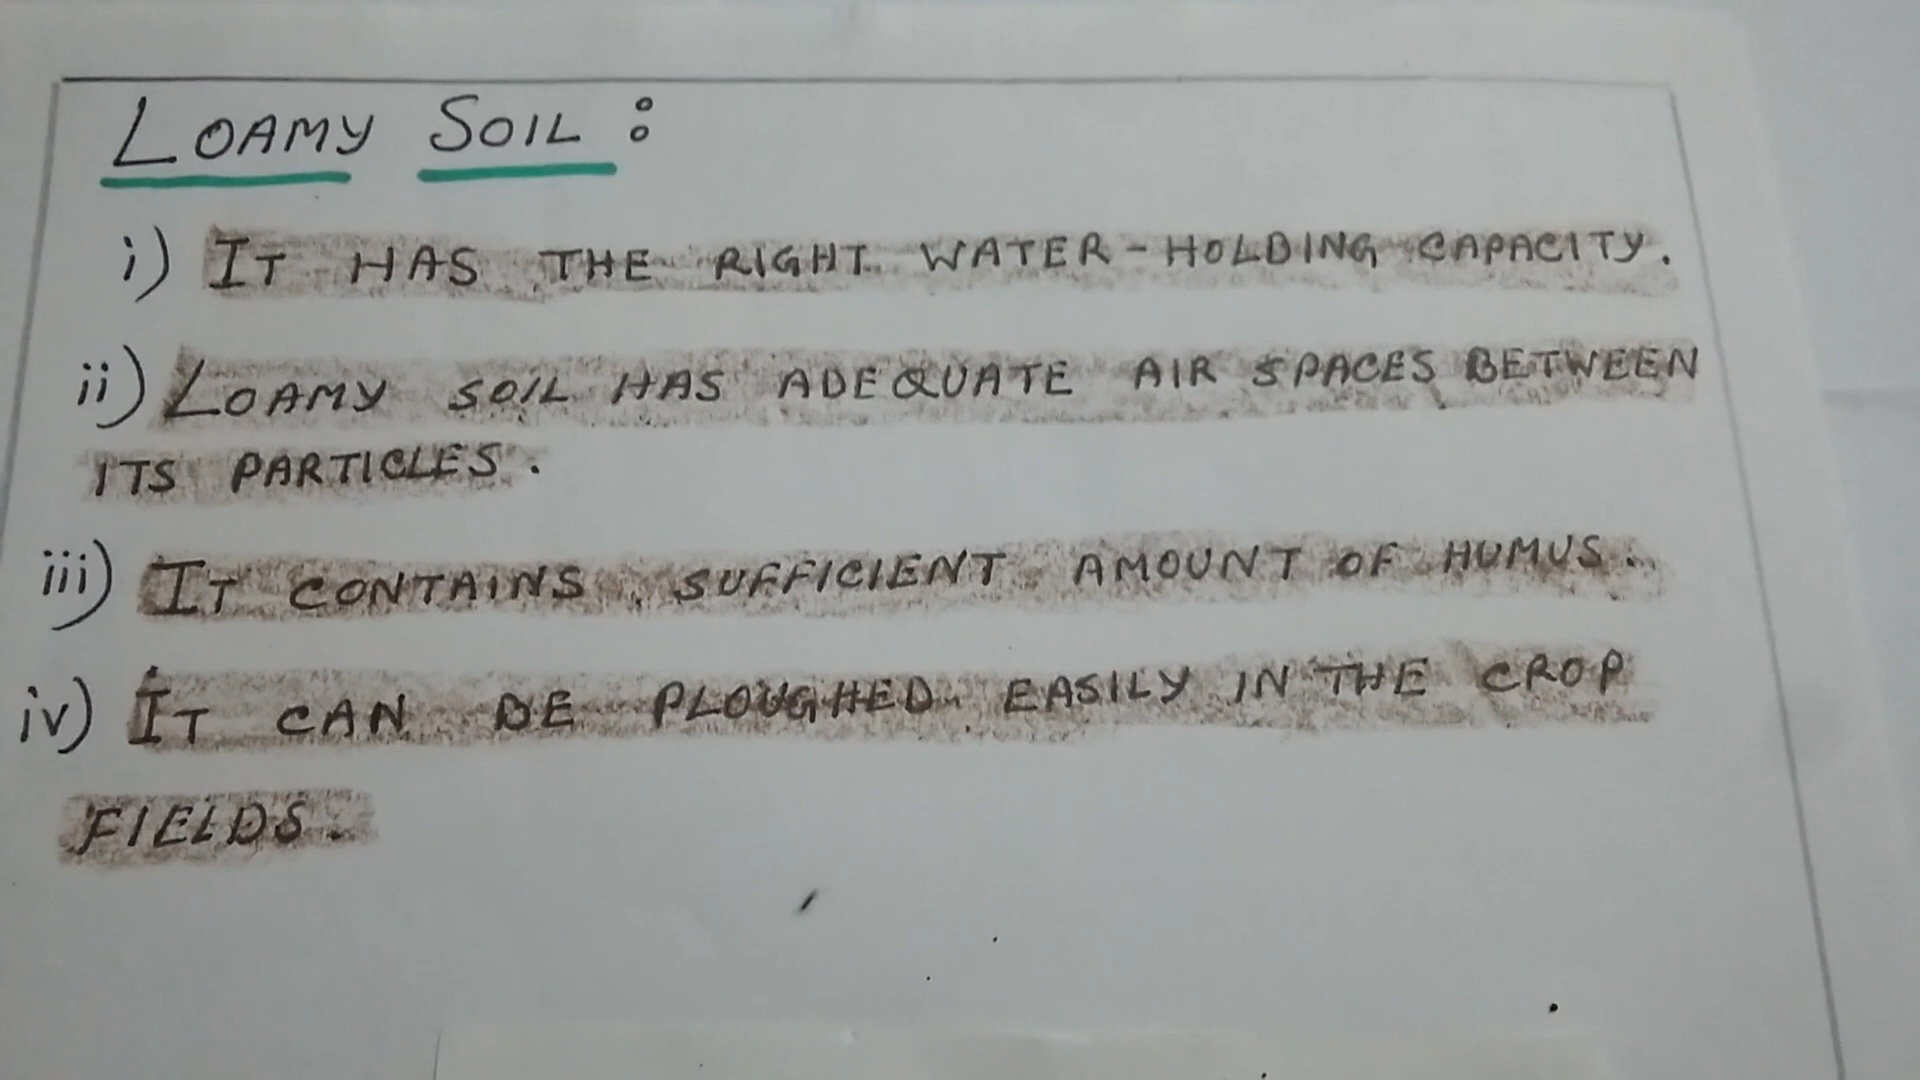 LOAMY SOIL:
i) IT HAS THE RIGHT WATER-HOLDING CAPACITY.
ii) LOAMY SOIL HAS ADEQUATE AIR SPACES BETWEEN
ITS PARTICLES.
iii) IT CONTAINS SUFFICIENT AMOUNT OF HUMUS.
iv) IT CAN BE PLOUGHED EASILY IN THE CROP
FIELDS.